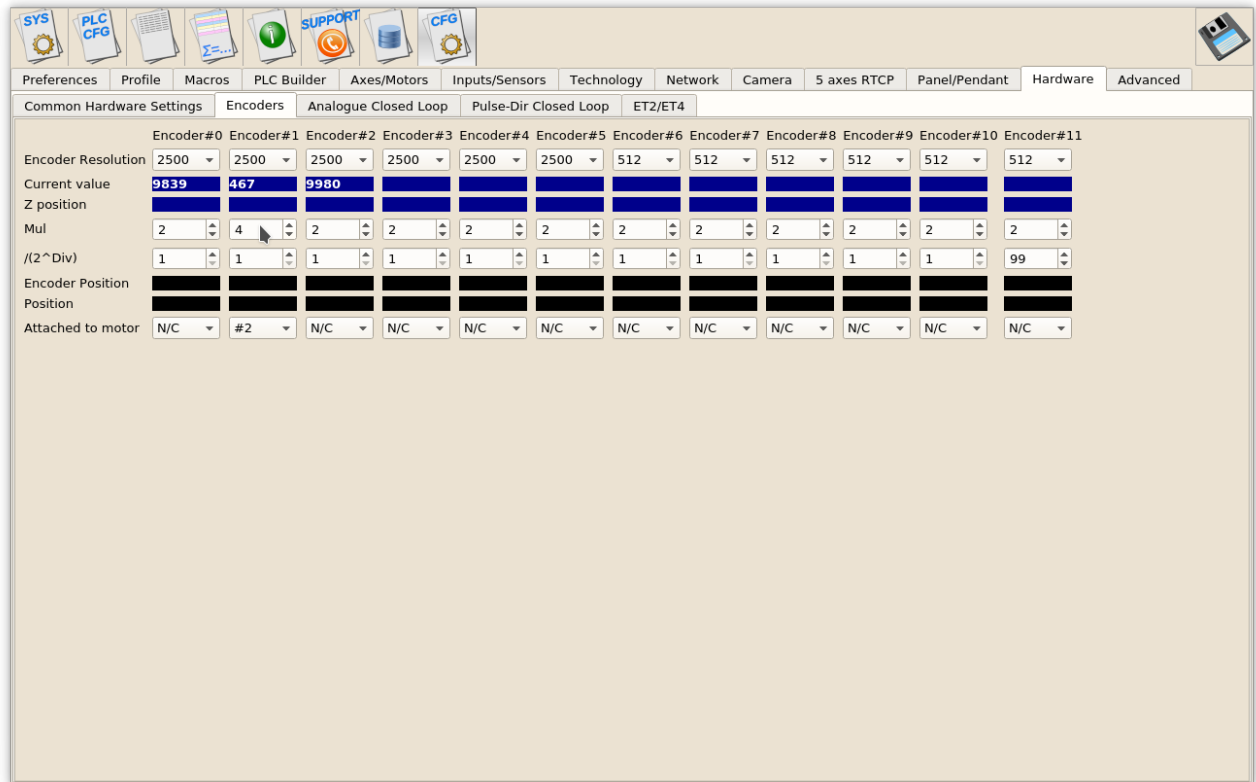 SYS PLC CFG Σ=... i SUPPORT CFG
Preferences Profile Macros PLC Builder Axes/Motors Inputs/Sensors Technology Network Camera 5 axes RTCP Panel/Pendant Hardware Advanced
Common Hardware Settings Encoders Analogue Closed Loop Pulse-Dir Closed Loop ET2/ET4
Encoder#0 Encoder#1 Encoder#2 Encoder#3 Encoder#4 Encoder#5 Encoder#6 Encoder#7 Encoder#8 Encoder#9 Encoder#10 Encoder#11
Encoder Resolution 2500 2500 2500 2500 2500 2500 512 512 512 512 512 512
Current value 9839 467 9980
Z position
Mul 2 4 2 2 2 2 2 2 2 2 2 2
/(2^Div) 1 1 1 1 1 1 1 1 1 1 1 99
Encoder Position
Position
Attached to motor N/C #2 N/C N/C N/C N/C N/C N/C N/C N/C N/C N/C